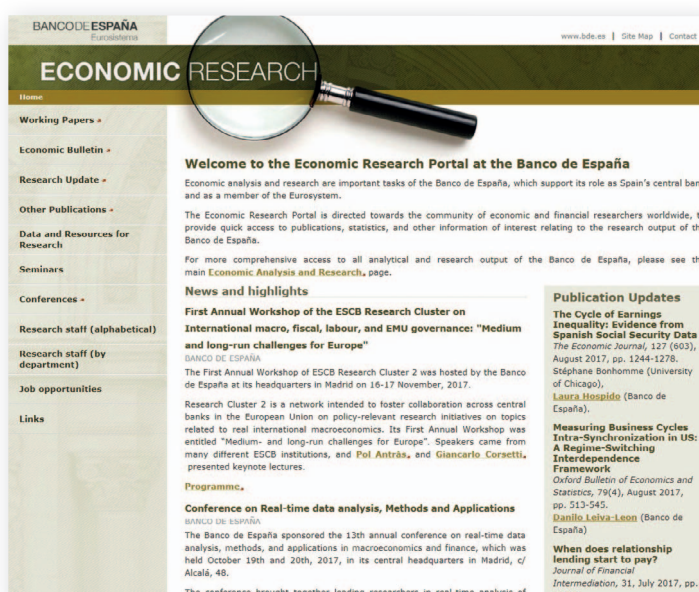 BANCODEESPAÑA
Eurosistema
www.bde.es | Site Map | Contact
ECONOMIC RESEARCH
Home
Working Papers
Economic Bulletin
Research Update
Other Publications
Data and Resources for
Research
Seminars
Conferences
Research staff (alphabetical)
Research staff (by
department)
Job opportunities
Links
Welcome to the Economic Research Portal at the Banco de España
Economic analysis and research are important tasks of the Banco de España, which support its role as Spain's central ban
and as a member of the Eurosystem.
The Economic Research Portal is directed towards the community of economic and financial researchers worldwide, t
provide quick access to publications, statistics, and other information of interest relating to the research output of th
Banco de España.
For more comprehensive access to all analytical and research output of the Banco de España, please see th
main Economic Analysis and Research, page.
News and highlights
First Annual Workshop of the ESCB Research Cluster on
International macro, fiscal, labour, and EMU governance: "Medium
and long-run challenges for Europe"
BANCO DE ESPAÑA
The First Annual Workshop of ESCB Research Cluster 2 was hosted by the Banco
de España at its headquarters in Madrid on 16-17 November, 2017.
Research Cluster 2 is a network intended to foster collaboration across central
banks in the European Union on policy-relevant research initiatives on topics
related to real international macroeconomics. Its First Annual Workshop was
entitled "Medium- and long-run challenges for Europe". Speakers came from
many different ESCB institutions, and Pol Antràs, and Giancarlo Corsetti,
presented keynote lectures.
Programme,
Conference on Real-time data analysis, Methods and Applications
BANCO DE ESPAÑA
The Banco de España sponsored the 13th annual conference on real-time data
analysis, methods, and applications in macroeconomics and finance, which was
held October 19th and 20th, 2017, in its central headquarters in Madrid, c/
Alcalá, 48.
The conference brought together leading researchers in real-time analysis of
Publication Updates
The Cycle of Earnings
Inequality: Evidence from
Spanish Social Security Data
The Economic Journal, 127 (603),
August 2017, pp. 1244-1278.
Stéphane Bonhomme (University
of Chicago),
Laura Hospido (Banco de
España).
Measuring Business Cycles
Intra-Synchronization in US:
A Regime-Switching
Interdependence
Framework
Oxford Bulletin of Economics and
Statistics, 79(4), August 2017,
pp. 513-545.
Danilo Leiva-Leon (Banco de
España)
When does relationship
lending start to pay?
Journal of Financial
Intermediation, 31, July 2017, pp.